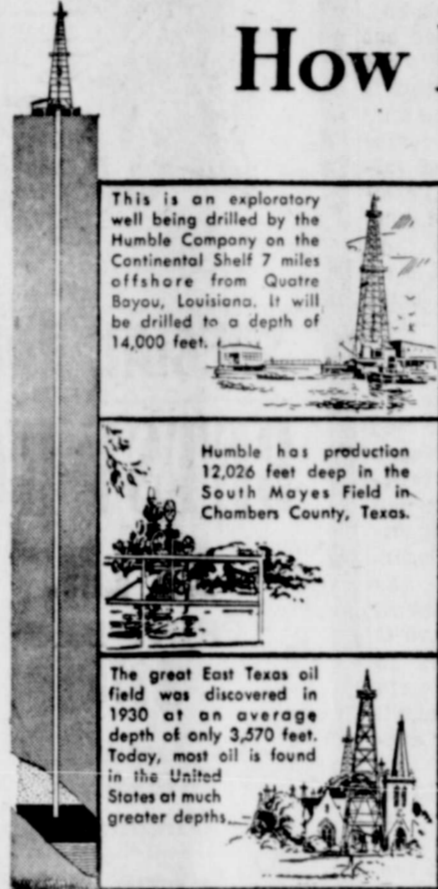 How
This is an exploratory
well being drilled by the
Humble Company on the
Continental Shelf 7 miles
offshore from Quatre
Bayou, Louisiana. It will
be drilled to a depth of
14,000 feet.
Humble has production
12,026 feet deep in the
South Mayes Field in
Chambers County, Texas.
The great East Texas oil
field was discovered in
1930 at an average
depth of only 3,570 feet.
Today, most oil is found
in the United
States at much
greater depths.